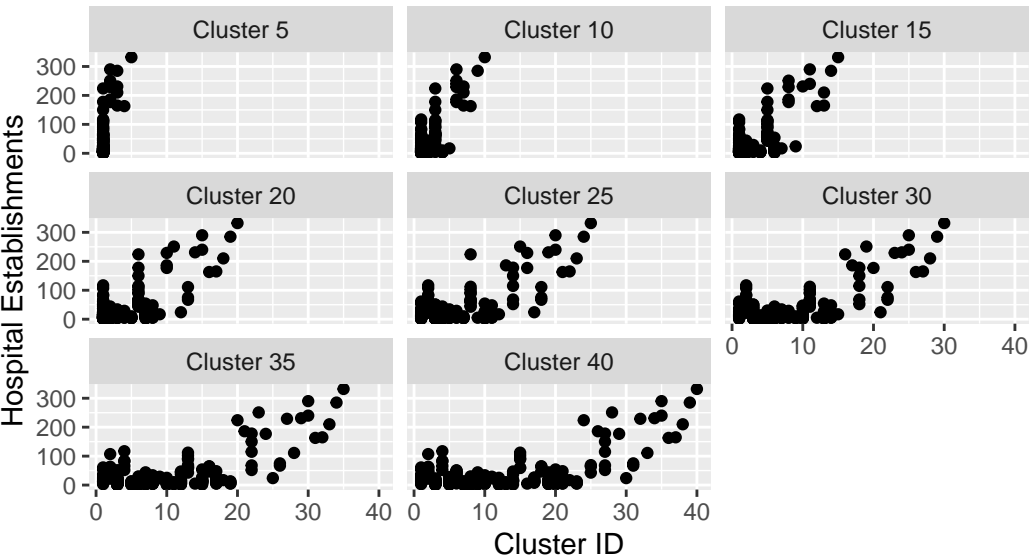 Cluster 5 Cluster 10 Cluster 15
300
200
100
0
Cluster 20 Cluster 25 Cluster 30
300
200
100
0
0 10 20 30 40
Cluster 35 Cluster 40
300
200
100
0
0 10 20 30 40 0 10 20 30 40
Cluster ID
Hospital Establishments